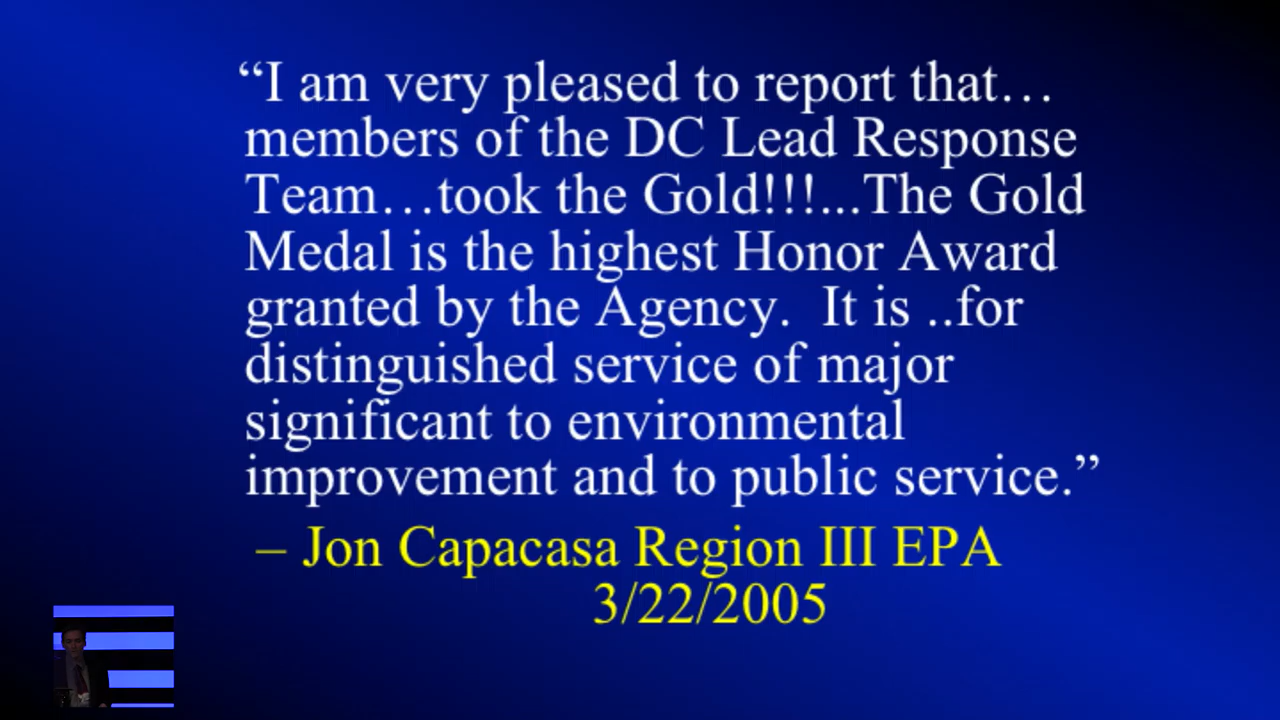 “I am very pleased to report that…
members of the DC Lead Response
Team…took the Gold!!!...The Gold
Medal is the highest Honor Award
granted by the Agency.  It is ..for
distinguished service of major
significant to environmental
improvement and to public service.”
– Jon Capacasa Region III EPA
3/22/2005